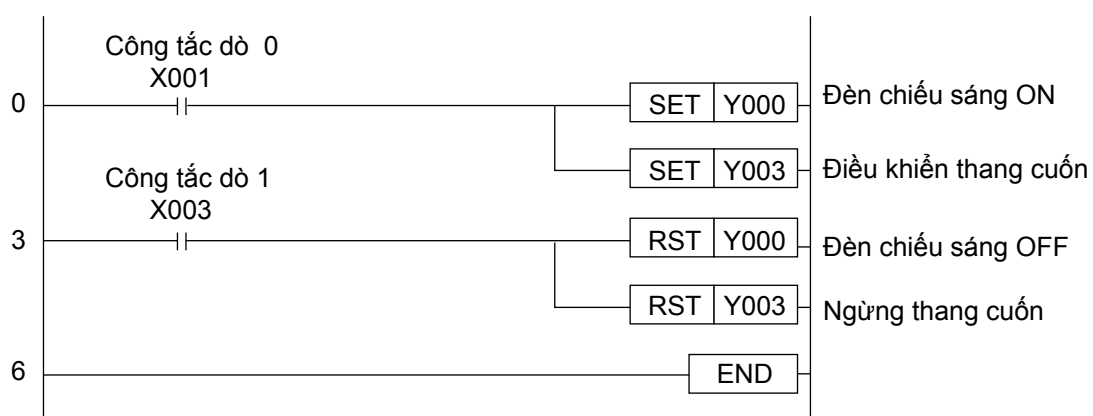 Công tắc dò 0
X001
0
SET Y000
Đèn chiếu sáng ON
SET Y003
Điều khiển thang cuốn
Công tắc dò 1
X003
3
RST Y000
Đèn chiếu sáng OFF
RST Y003
Ngừng thang cuốn
6
END